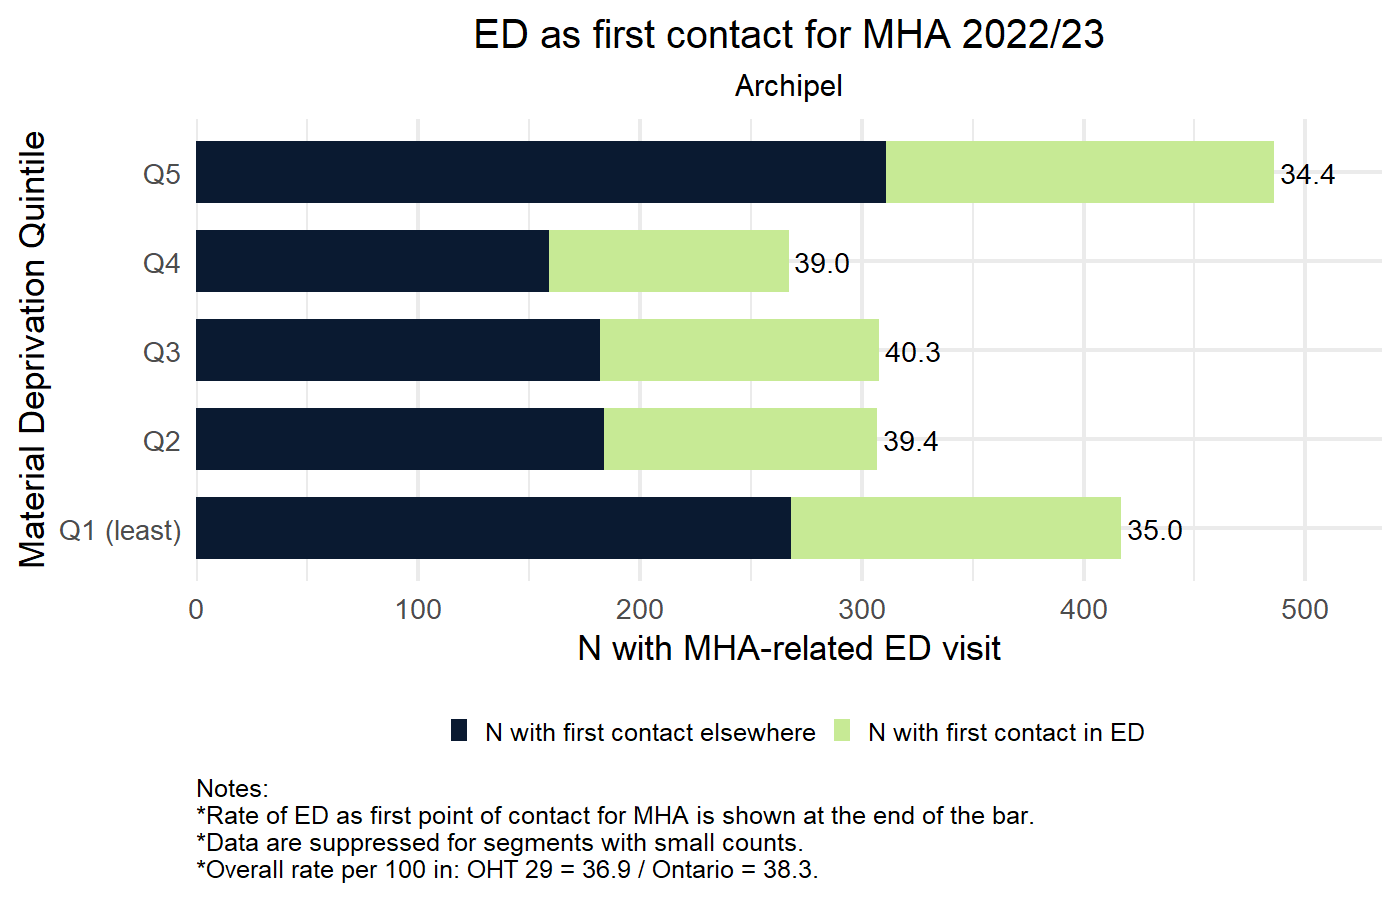 ED as first contact for MHA 2022/23
Archipel
Material Deprivation Quintile
Q5
34.4
Q4
39.0
Q3
40.3
Q2
39.4
Q1 (least)
35.0
0 100 200 300 400 500
N with MHA-related ED visit
N with first contact elsewhere N with first contact in ED
Notes:
*Rate of ED as first point of contact for MHA is shown at the end of the bar.
*Data are suppressed for segments with small counts.
*Overall rate per 100 in: OHT 29 = 36.9 / Ontario = 38.3.